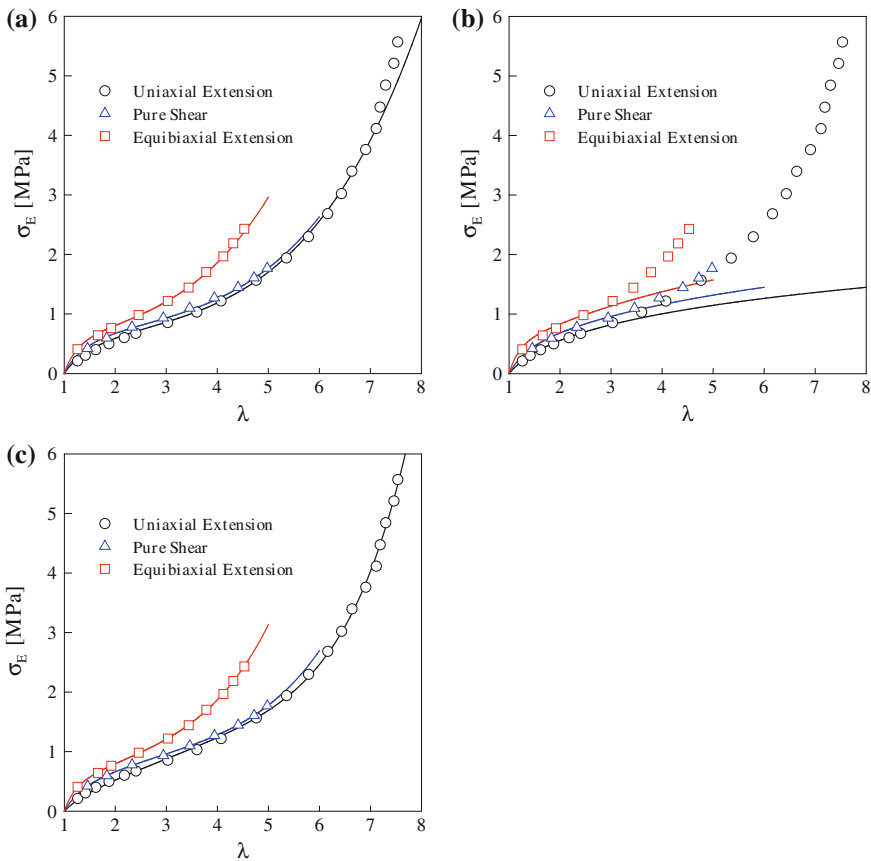 (a)
6
5
4
3
2
1
0
σE [MPa]
Uniaxial Extension
Pure Shear
Equibiaxial Extension
1 2 3 4 5 6 7 8
λ
(b)
6
5
4
3
2
1
0
σE [MPa]
Uniaxial Extension
Pure Shear
Equibiaxial Extension
1 2 3 4 5 6 7 8
λ
(c)
6
5
4
3
2
1
0
σE [MPa]
Uniaxial Extension
Pure Shear
Equibiaxial Extension
1 2 3 4 5 6 7 8
λ